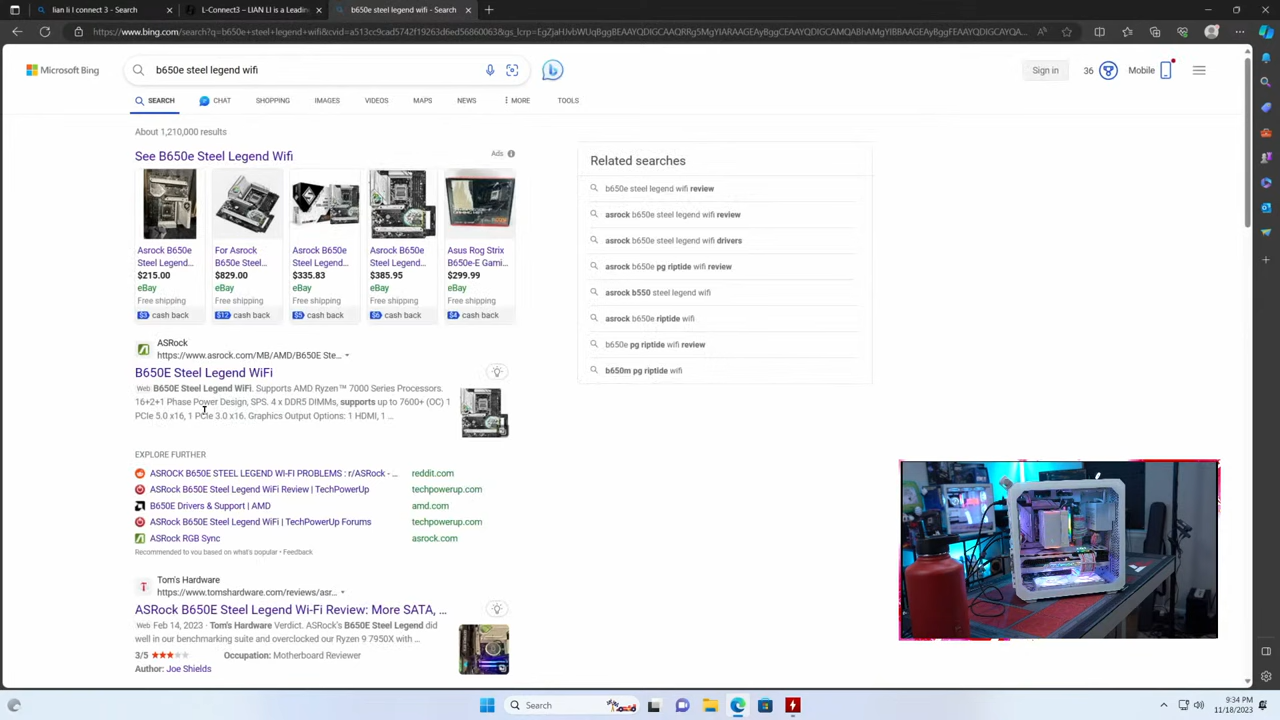 lian li l connect 3 - Search
b650e steel legend wifi - Search
https://www.bing.com/search?q=b650e+steel+legend+wifi&cvid=a513cc9cd5742f19263d6ed56860063&gs_lcrp=
Microsoft Bing
b650e steel legend wifi
Sign in
36
Mobile
SEARCH
CHAT
SHOPPING
IMAGES
VIDEOS
MAPS
NEWS
MORE
TOOLS
About 1,210,000 results
See B650e Steel Legend Wifi
Ads
Asrock B650e Steel Legend...
$215.00
eBay
Free shipping
$3 cash back
For Asrock B650e Steel...
$829.00
eBay
Free shipping
$12 cash back
Asrock B650e Steel Legend...
$335.83
eBay
Free shipping
$5 cash back
Asrock B650e Steel Legend...
$385.95
eBay
Free shipping
$6 cash back
Asus Rog Strix B650e-E Gami...
$299.99
eBay
Free shipping
$4 cash back
Related searches
b650e steel legend wifi review
asrock b650e steel legend wifi review
asrock b650e steel legend wifi drivers
asrock b650e pg riptide wifi review
asrock b550 steel legend wifi
asrock b650e riptide wifi
b650e pg riptide wifi review
b650m pg riptide wifi
ASRock
https://www.asrock.com/MB/AMD/B650E Ste...
B650E Steel Legend WiFi
Web B650E Steel Legend WiFi. Supports AMD Ryzen™ 7000 Series Processors.
16+2+1 Phase Power Design, SPS. 4 x DDR5 DIMMs, supports up to 7600+ (OC) 1
PCIe 5.0 x16, 1 PCIe 3.0 x16. Graphics Output Options: 1 HDMI, 1 ...
EXPLORE FURTHER
ASROCK B650E STEEL LEGEND WI-FI PROBLEMS : r/ASRock - ... reddit.com
ASRock B650E Steel Legend WiFi Review | TechPowerUp techpowerup.com
B650E Drivers & Support | AMD amd.com
ASRock B650E Steel Legend WiFi | TechPowerUp Forums techpowerup.com
ASRock RGB Sync asrock.com
Recommended to you based on what's popular • Feedback
Tom's Hardware
https://www.tomshardware.com/reviews/asr...
ASRock B650E Steel Legend Wi-Fi Review: More SATA, ...
Web Feb 14, 2023 · Tom's Hardware Verdict. ASRock's B650E Steel Legend did
well in our benchmarking suite and overclocked our Ryzen 9 7950X with ...
3/5
Occupation: Motherboard Reviewer
Author: Joe Shields
Search
9:34 PM
11/18/2023